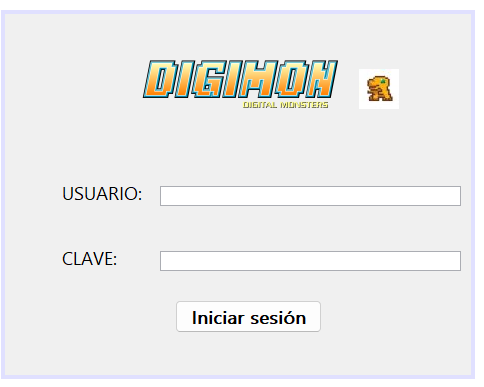 DIGIMON
DIGITAL MONSTERS
USUARIO:
CLAVE:
Iniciar sesión